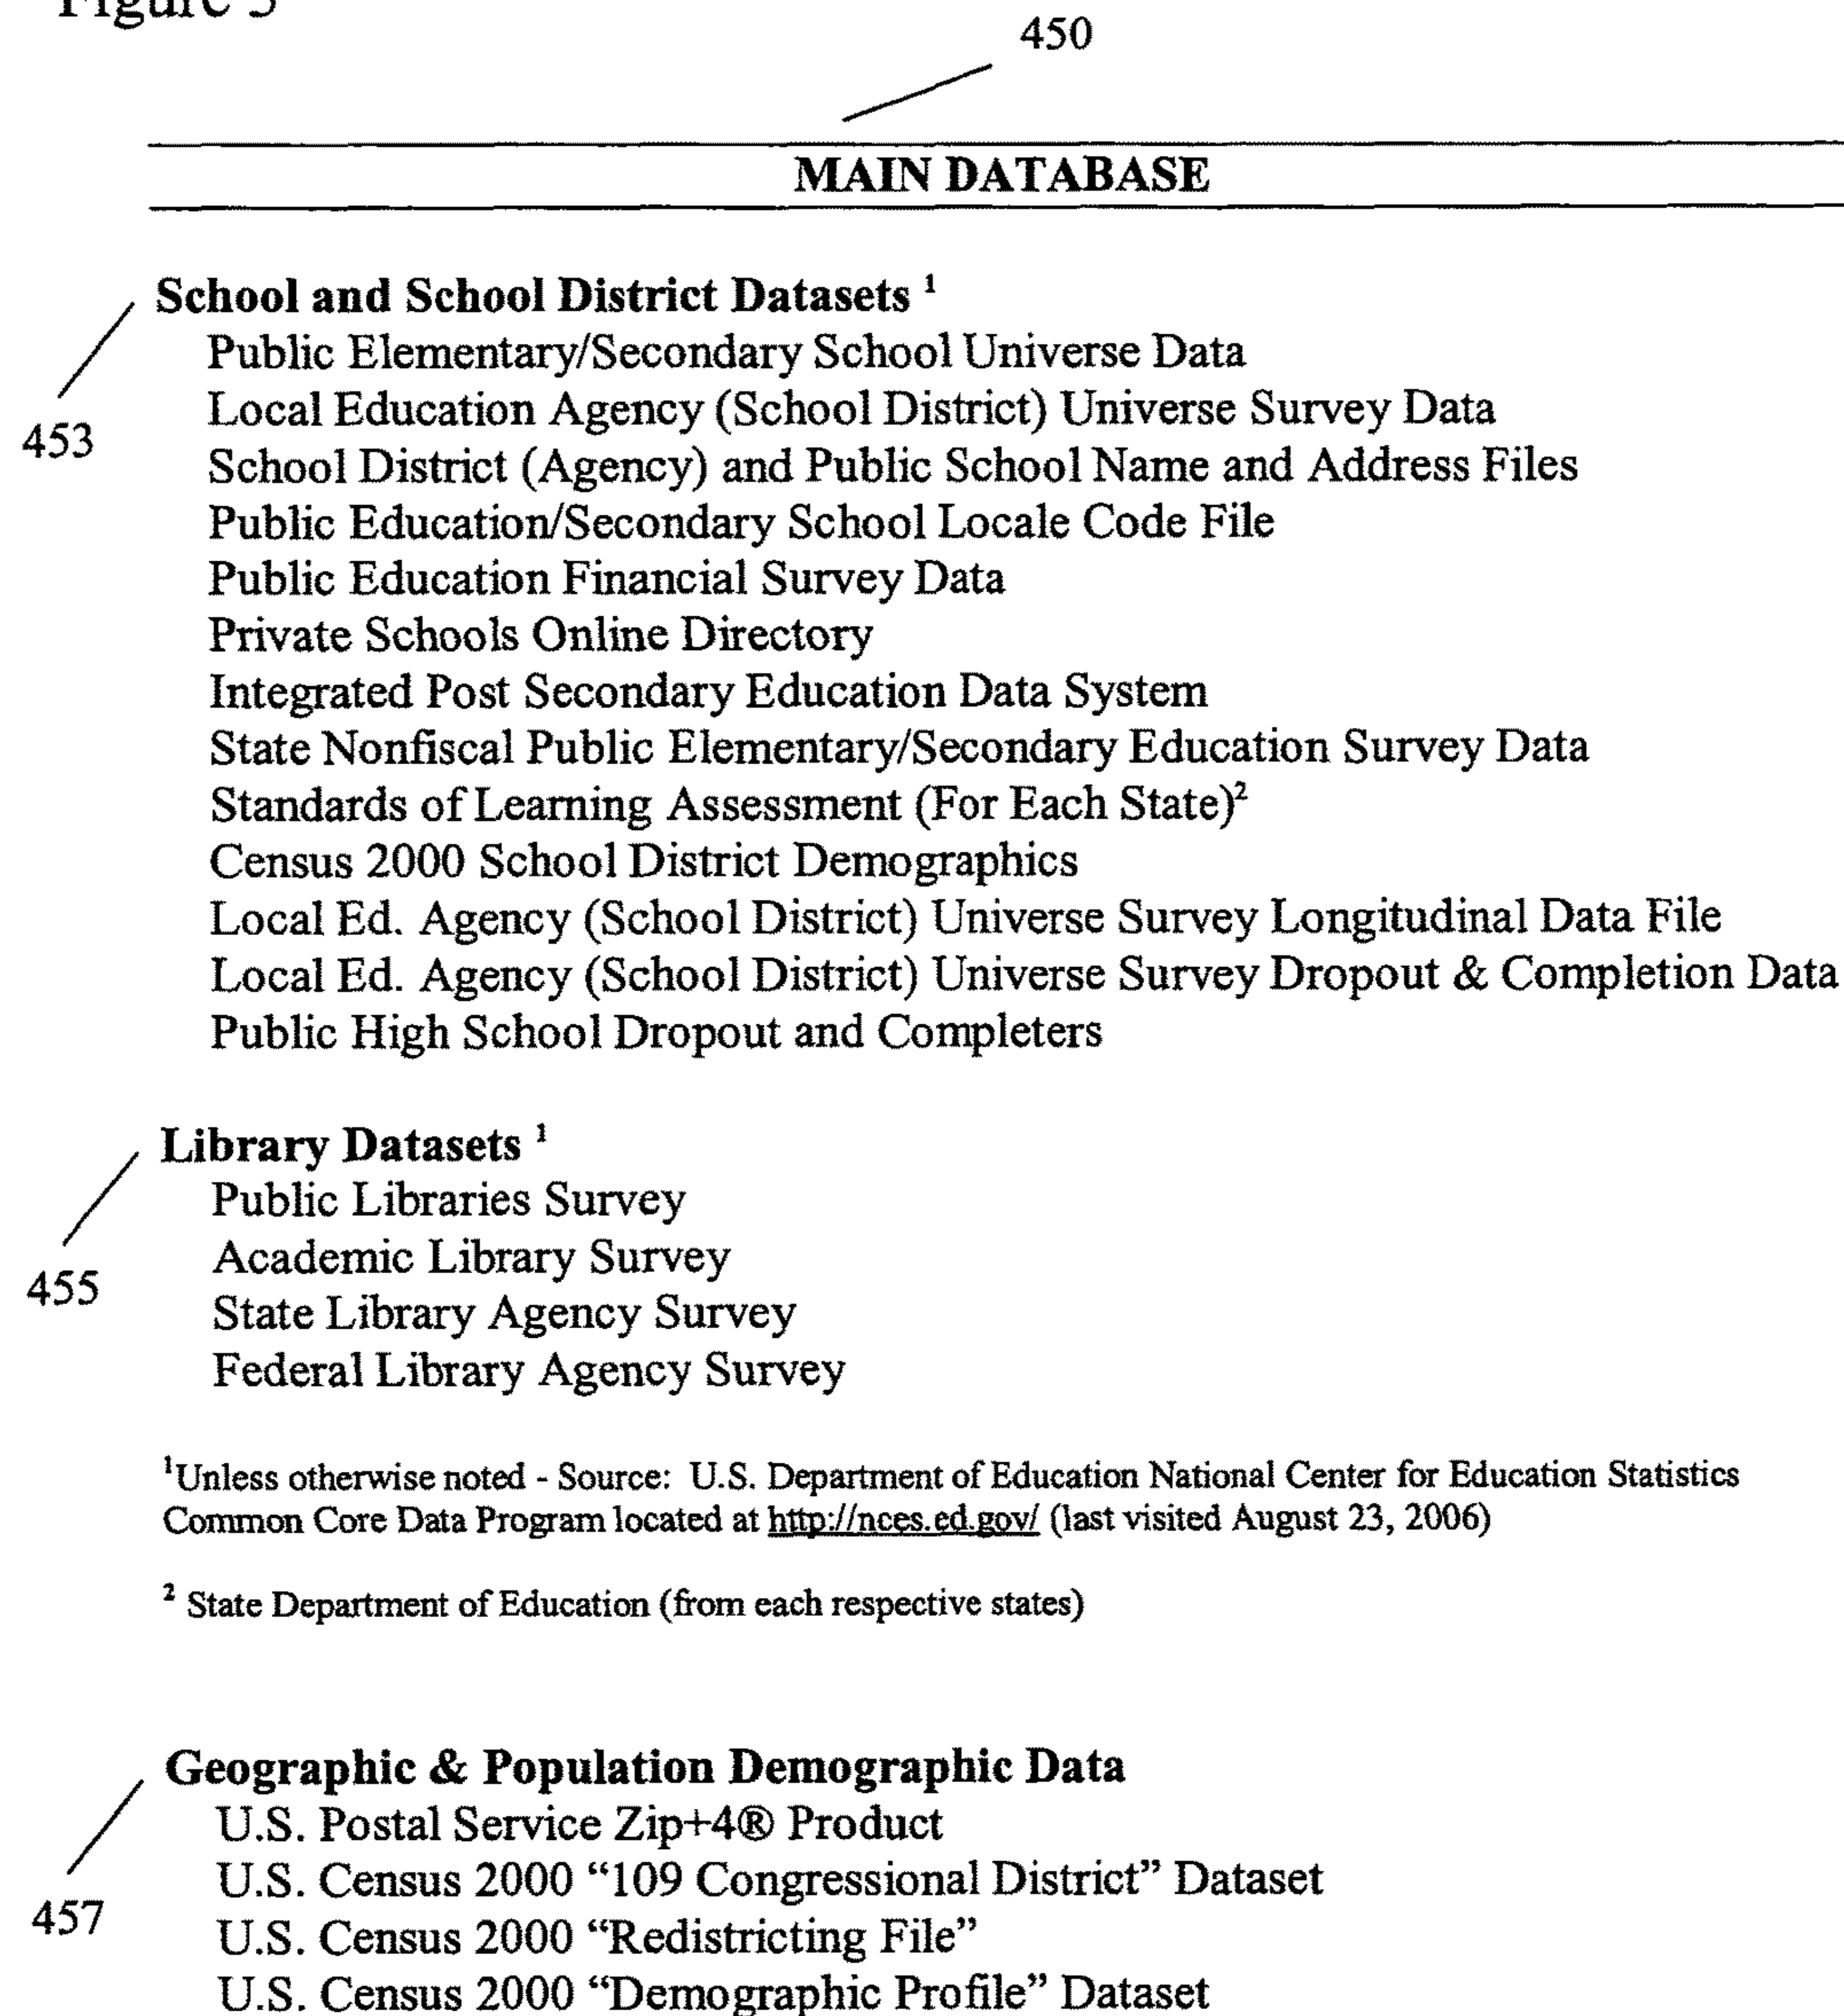 Figure 5
450
MAIN DATABASE
School and School District Datasets ¹
Public Elementary/Secondary School Universe Data
Local Education Agency (School District) Universe Survey Data
453
School District (Agency) and Public School Name and Address Files
Public Education/Secondary School Locale Code File
Public Education Financial Survey Data
Private Schools Online Directory
Integrated Post Secondary Education Data System
State Nonfiscal Public Elementary/Secondary Education Survey Data
Standards of Learning Assessment (For Each State)²
Census 2000 School District Demographics
Local Ed. Agency (School District) Universe Survey Longitudinal Data File
Local Ed. Agency (School District) Universe Survey Dropout & Completion Data
Public High School Dropout and Completers
Library Datasets ¹
Public Libraries Survey
Academic Library Survey
455
State Library Agency Survey
Federal Library Agency Survey
¹Unless otherwise noted - Source: U.S. Department of Education National Center for Education Statistics
Common Core Data Program located at http://nces.ed.gov/ (last visited August 23, 2006)
² State Department of Education (from each respective states)
Geographic & Population Demographic Data
U.S. Postal Service Zip+4® Product
U.S. Census 2000 “109 Congressional District” Dataset
457
U.S. Census 2000 “Redistricting File”
U.S. Census 2000 “Demographic Profile” Dataset